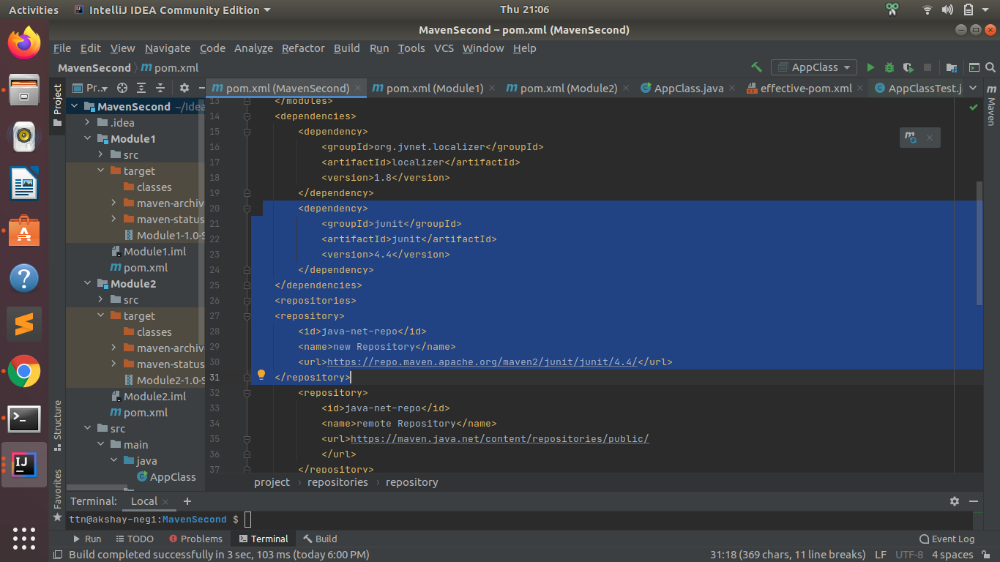 Activities
IntelliJ IDEA Community Edition
Thu 21:06
MavenSecond – pom.xml (MavenSecond)
File Edit View Navigate Code Analyze Refactor Build Run Tools VCS Window Help
MavenSecond
pom.xml
AppClass
Project
Pr...
pom.xml (MavenSecond)
pom.xml (Module1)
pom.xml (Module2)
AppClass.java
effective-pom.xml
AppClassTest.j
Maven
MavenSecond ~/Idea
.idea
Module1
src
target
classes
maven-archiv
maven-status
Module1-1.0-S
Module1.iml
pom.xml
Module2
src
target
classes
maven-archiv
maven-status
Module2-1.0-S
Module2.iml
pom.xml
src
main
java
AppClass
13 </modules>
14 <dependencies>
15 <dependency>
16 <groupId>org.jvnet.localizer</groupId>
17 <artifactId>localizer</artifactId>
18 <version>1.8</version>
19 </dependency>
20 <dependency>
21 <groupId>junit</groupId>
22 <artifactId>junit</artifactId>
23 <version>4.4</version>
24 </dependency>
25 </dependencies>
26 <repositories>
27 <repository>
28 <id>java-net-repo</id>
29 <name>new Repository</name>
30 <url>https://repo.maven.apache.org/maven2/junit/junit/4.4/</url>
31 </repository>
32 <repository>
33 <id>java-net-repo</id>
34 <name>remote Repository</name>
35 <url>https://maven.java.net/content/repositories/public/
36 </url>
37 </repository>
project › repositories › repository
Structure
Favorites
Terminal: Local
ttn@akshay-negi:MavenSecond $
Run TODO Problems Terminal Build
Event Log
Build completed successfully in 3 sec, 103 ms (today 6:00 PM)
31:18 (369 chars, 11 line breaks) LF UTF-8 4 spaces